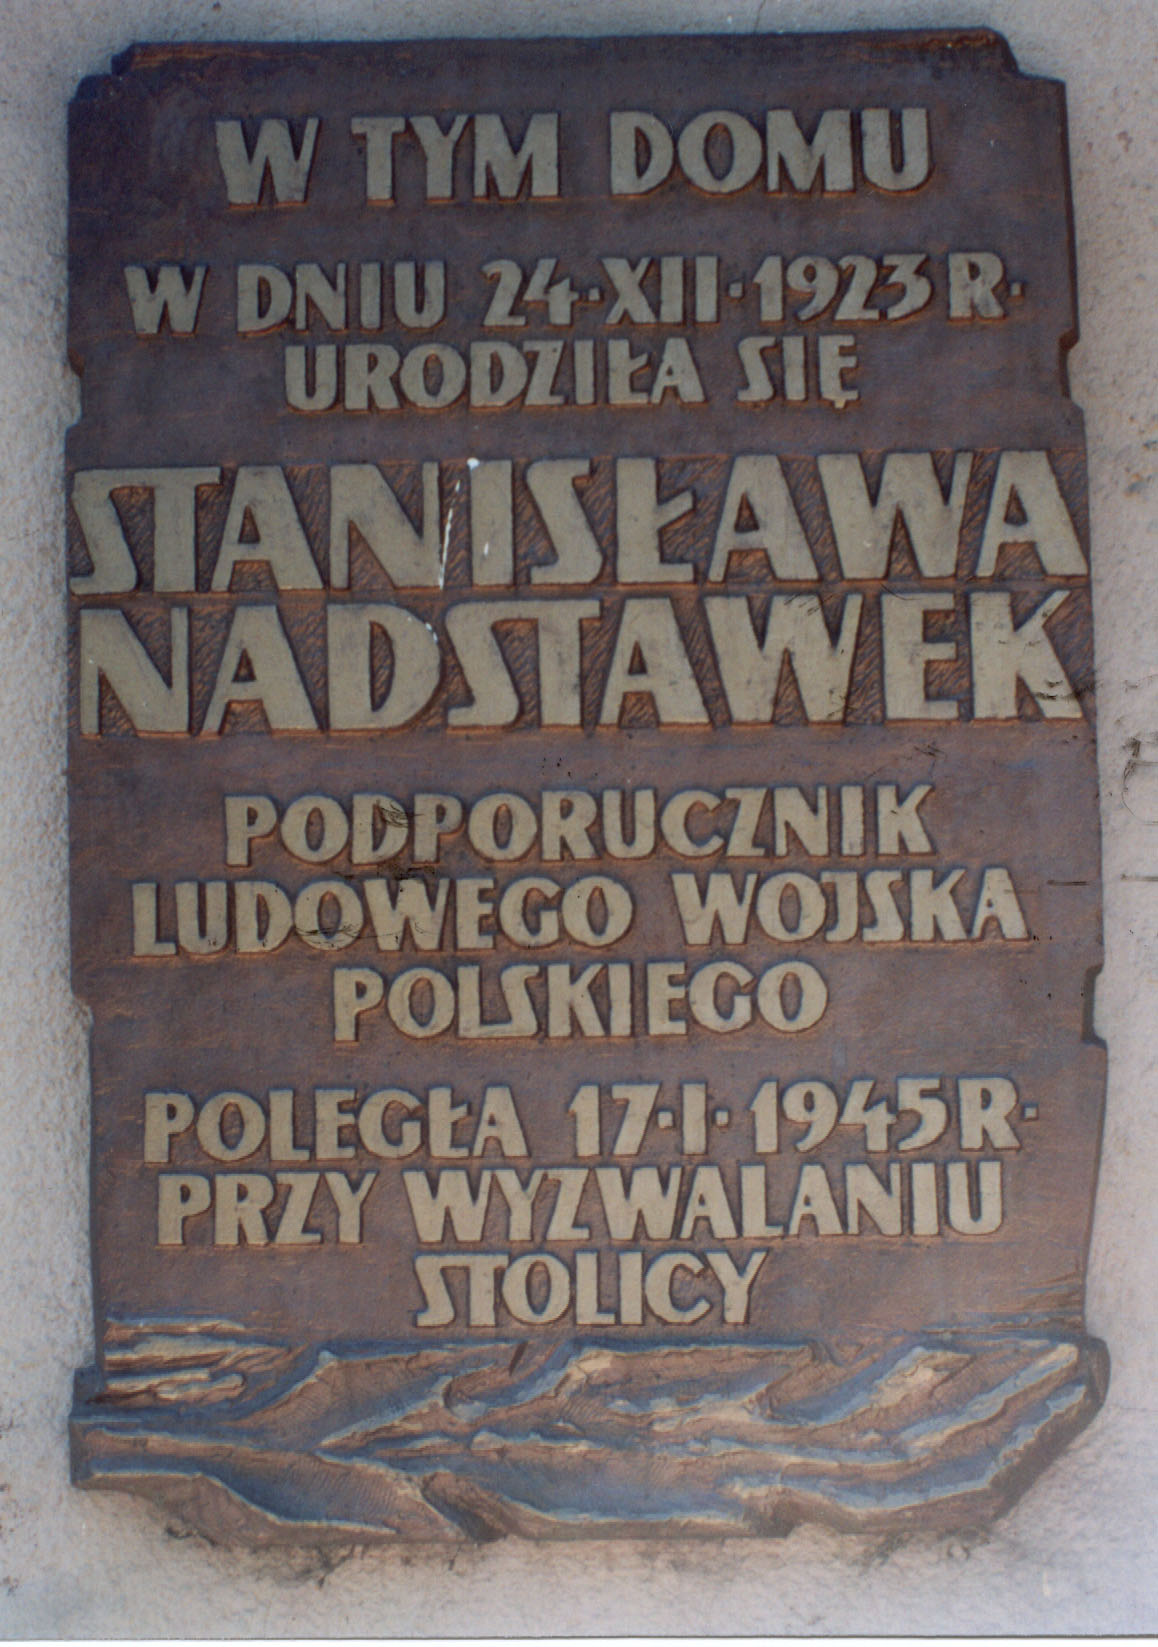 W TYM DOMU
W DNIU 24·XII·1923 R·
URODZIŁA SIĘ
STANISŁAWA
NADSTAWEK
PODPORUCZNIK
LUDOWEGO WOJSKA
POLSKIEGO
POLEGŁA 17·I·1945 R·
PRZY WYZWALANIU
STOLICY